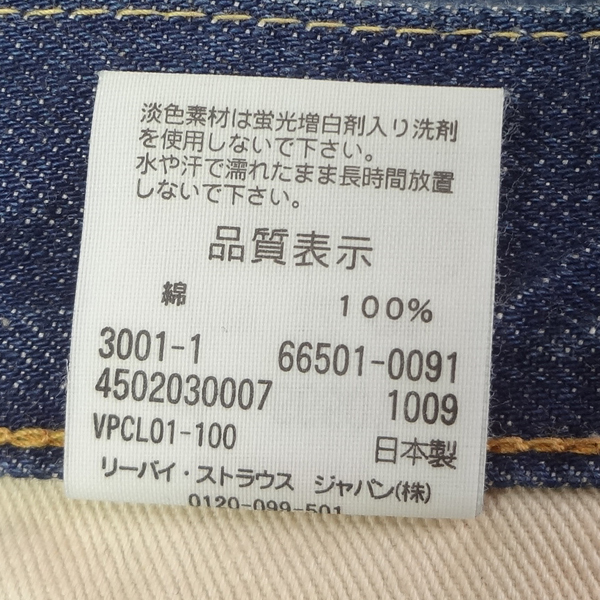 淡色素材は蛍光増白剤入り洗剤
を使用しないで下さい。
水や汗で濡れたまま長時間放置
しないで下さい。
品質表示
綿 100%
3001-1 66501-0091
4502030007 1009
VPCL01-100 日本製
リーバイ・ストラウス ジャパン(株)
0120-099-501